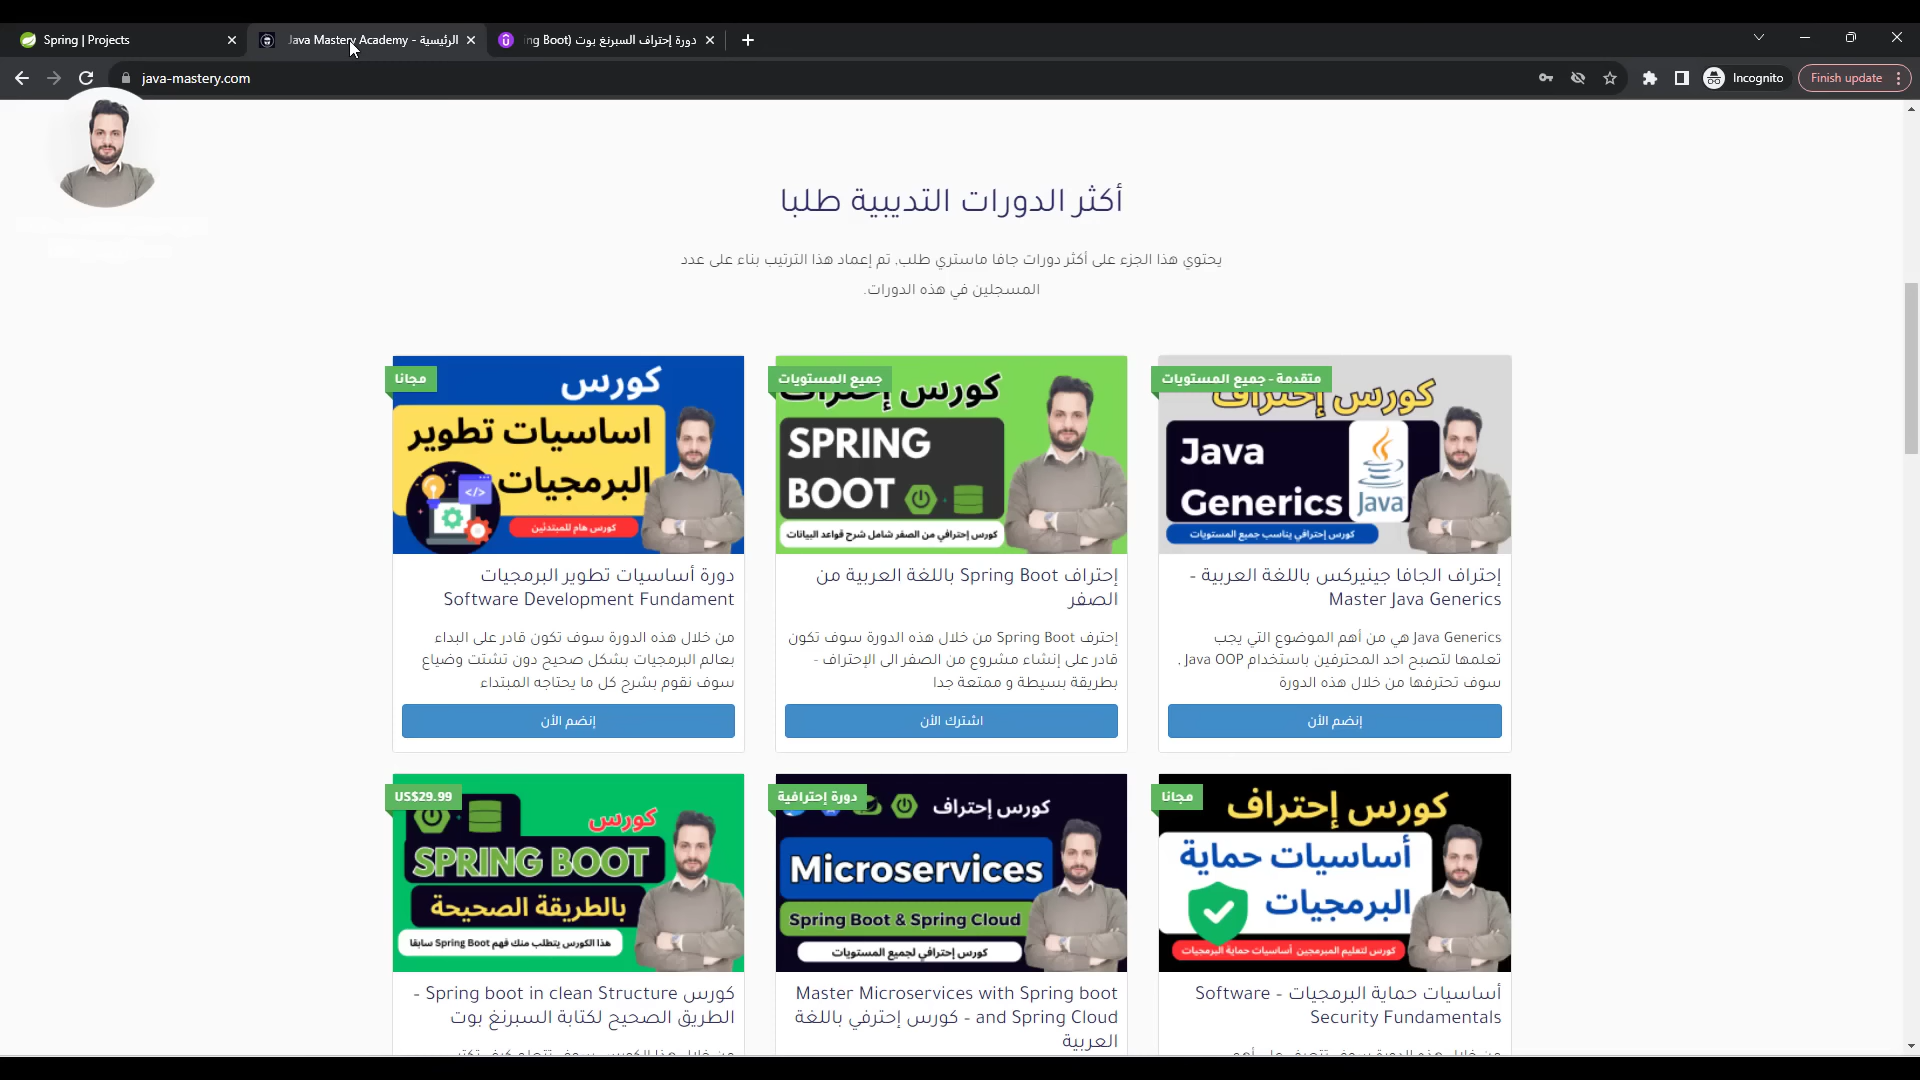 Spring | Projects
Java Mastery Academy - الرئيسية
دورة إحتراف السبرنغ بوت (ing Boot
java-mastery.com
Incognito
Finish update
أكثر الدورات التديبية طلبا
يحتوي هذا الجزء على أكثر دورات جافا ماستري طلب, تم إعماد هذا الترتيب بناء على عدد
المسجلين في هذه الدورات.
متقدمة - جميع المستويات
كورس إحتراف
Java
Generics
Java
كورس إحترافي يناسب جميع المستويات
إحتراف الجافا جينيركس باللغة العربية -
Master Java Generics
Java Generics هي من أهم الموضوع التي يجب
تعلمها لتصبح احد المحترفين باستخدام Java OOP ,
سوف تحترفها من خلال هذه الدورة
إنضم الأن
جميع المستويات
كورس إحتراف
SPRING
BOOT
كورس إحترافي من الصفر شامل شرح قواعد البيانات
إحتراف Spring Boot باللغة العربية من
الصفر
إحترف Spring Boot من خلال هذه الدورة سوف تكون
قادر على إنشاء مشروع من الصفر الى الإحتراف -
بطريقة بسيطة و ممتعة جدا
اشترك الأن
مجانا
كورس
اساسيات تطوير
البرمجيات
كورس هام للمبتدئين
دورة أساسيات تطوير البرمجيات
Software Development Fundament
من خلال هذه الدورة سوف تكون قادر على البداء
بعالم البرمجيات بشكل صحيح دون تشتت وضياع
سوف نقوم بشرح كل ما يحتاجه المبتداء
إنضم الأن
مجانا
كورس إحتراف
أساسيات حماية
البرمجيات
كورس لتعليم المبرمجين أساسيات حماية البرمجيات
أساسيات حماية البرمجيات - Software
Security Fundamentals
دورة إحترافية
كورس إحتراف
Microservices
Spring Boot & Spring Cloud
كورس إحترافي لجميع المستويات
Master Microservices with Spring boot
and Spring Cloud - كورس إحترفي باللغة
العربية
US$29.99
كورس
SPRING BOOT
بالطريقة الصحيحة
هذا الكورس يتطلب منك فهم Spring Boot سابقا
كورس Spring boot in clean Structure -
الطريق الصحيح لكتابة السبرنغ بوت